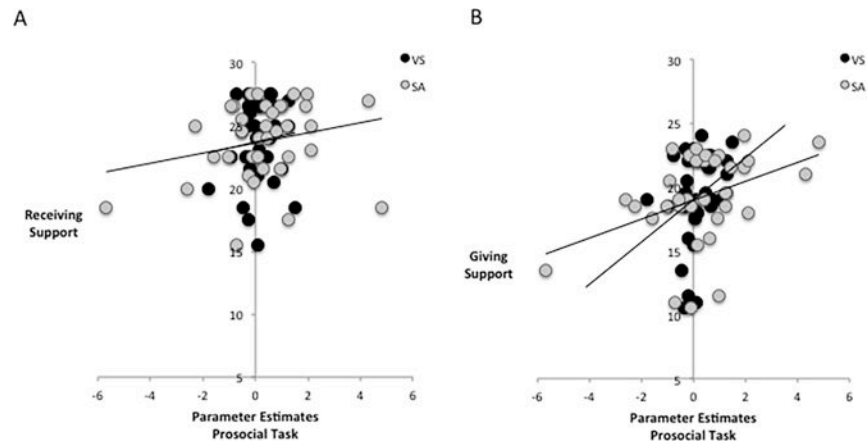 A
VS
SA
30
25
20
15
10
5
Receiving
Support
-6 -4 -2 0 2 4 6
Parameter Estimates
Prosocial Task
B
VS
SA
30
25
20
15
10
5
Giving
Support
-6 -4 -2 0 2 4 6
Parameter Estimates
Prosocial Task